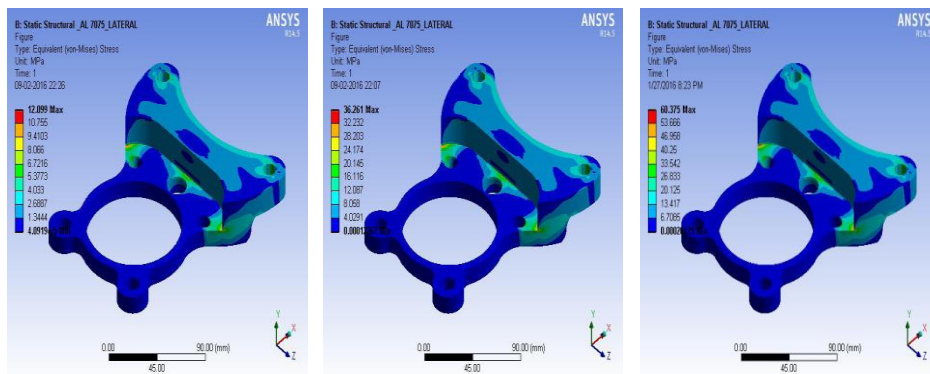 B: Static Structural _AL 7075_LATERAL
Figure
Type: Equivalent (von-Mises) Stress
Unit: MPa
Time: 1
09-02-2016 22:26
ANSYS
R14.5
12.099 Max
10.755
9.4103
8.066
6.7216
5.3773
4.033
2.6887
1.3444
0.00
90.00 (mm)
45.00
Y
X
Z
B: Static Structural _AL 7075_LATERAL
Figure
Type: Equivalent (von-Mises) Stress
Unit: MPa
Time: 1
09-02-2016 22:07
ANSYS
R14.5
36.261 Max
32.232
28.203
24.174
20.145
16.116
12.087
8.058
4.0291
0.00
90.00 (mm)
45.00
Y
X
Z
B: Static Structural _AL 7075_LATERAL
Figure
Type: Equivalent (von-Mises) Stress
Unit: MPa
Time: 1
1/27/2016 8:23 PM
ANSYS
R14.5
60.375 Max
53.666
46.958
40.25
33.542
26.833
20.125
13.417
6.7085
0.00
90.00 (mm)
45.00
Y
X
Z